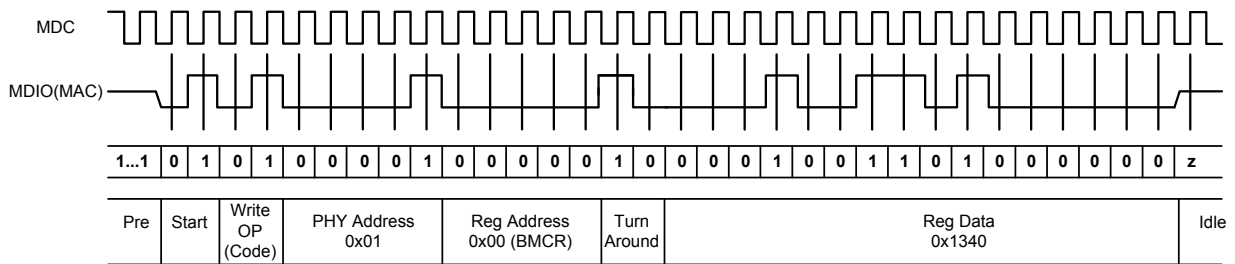 MDC
MDIO(MAC)
1...1 0 1 0 1 0 0 0 0 1 0 0 0 0 0 1 0 0 0 0 1 0 0 1 1 0 1 0 0 0 0 0 0 z
Pre Start Write OP (Code) PHY Address 0x01 Reg Address 0x00 (BMCR) Turn Around Reg Data 0x1340 Idle